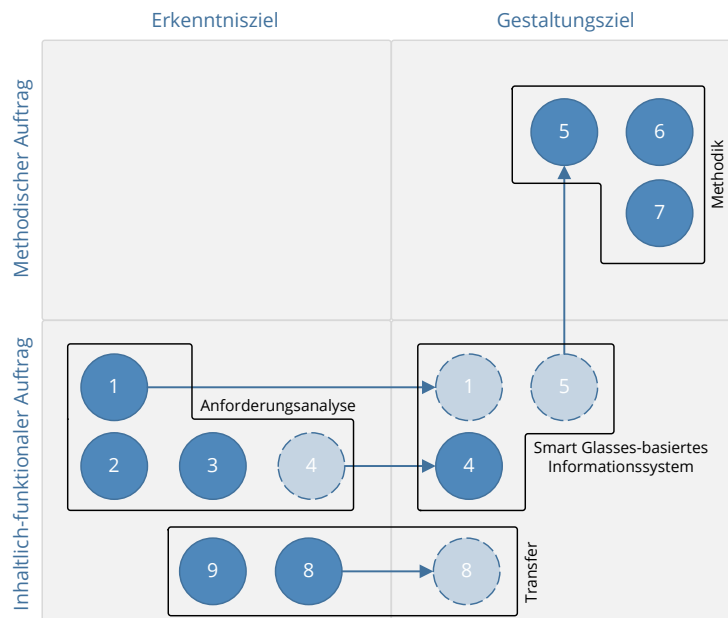 Erkenntnisziel
Gestaltungsziel
Methodischer Auftrag
5
6
7
Methodik
Inhaltlich-funktionaler Auftrag
1
Anforderungsanalyse
2
3
4
1
5
4
Smart Glasses-basiertes
Informationssystem
9
8
8
Transfer